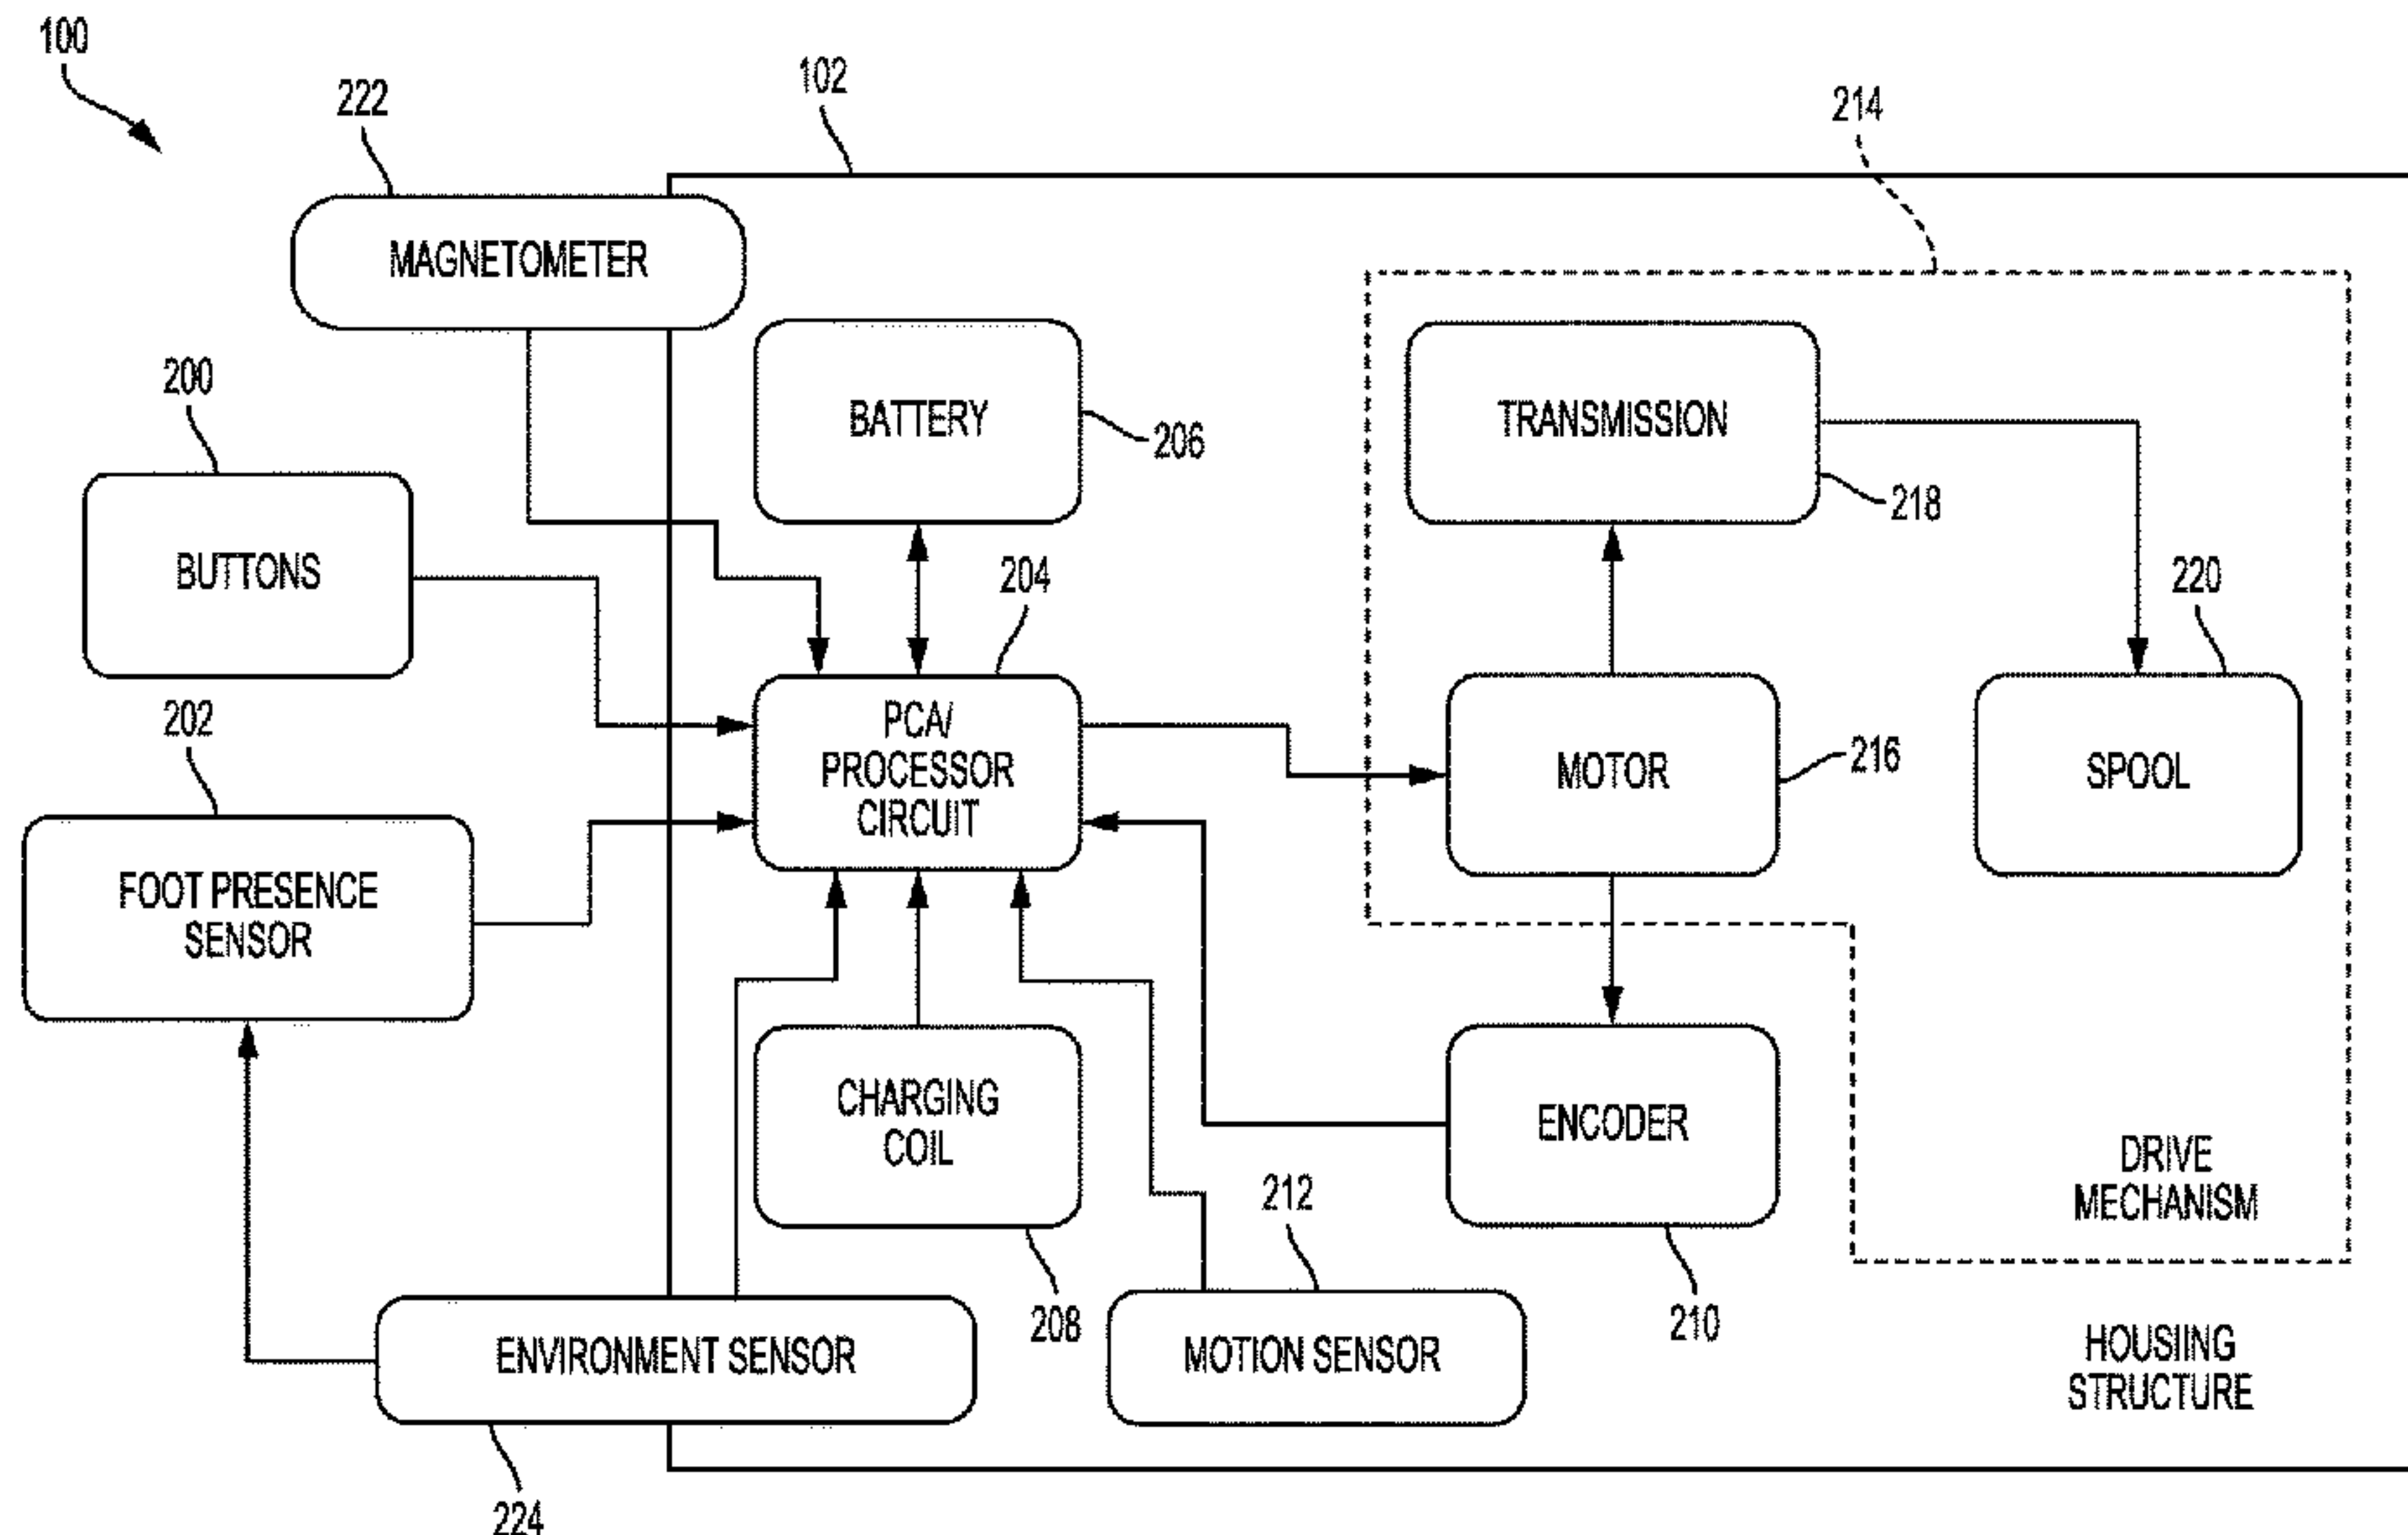 100
102
222
214
MAGNETOMETER
200
BATTERY
206
TRANSMISSION
218
BUTTONS
204
220
202
PCA/
PROCESSOR
CIRCUIT
MOTOR
216
SPOOL
FOOT PRESENCE
SENSOR
CHARGING
COIL
ENCODER
DRIVE
MECHANISM
212
208
210
ENVIRONMENT SENSOR
MOTION SENSOR
HOUSING
STRUCTURE
224